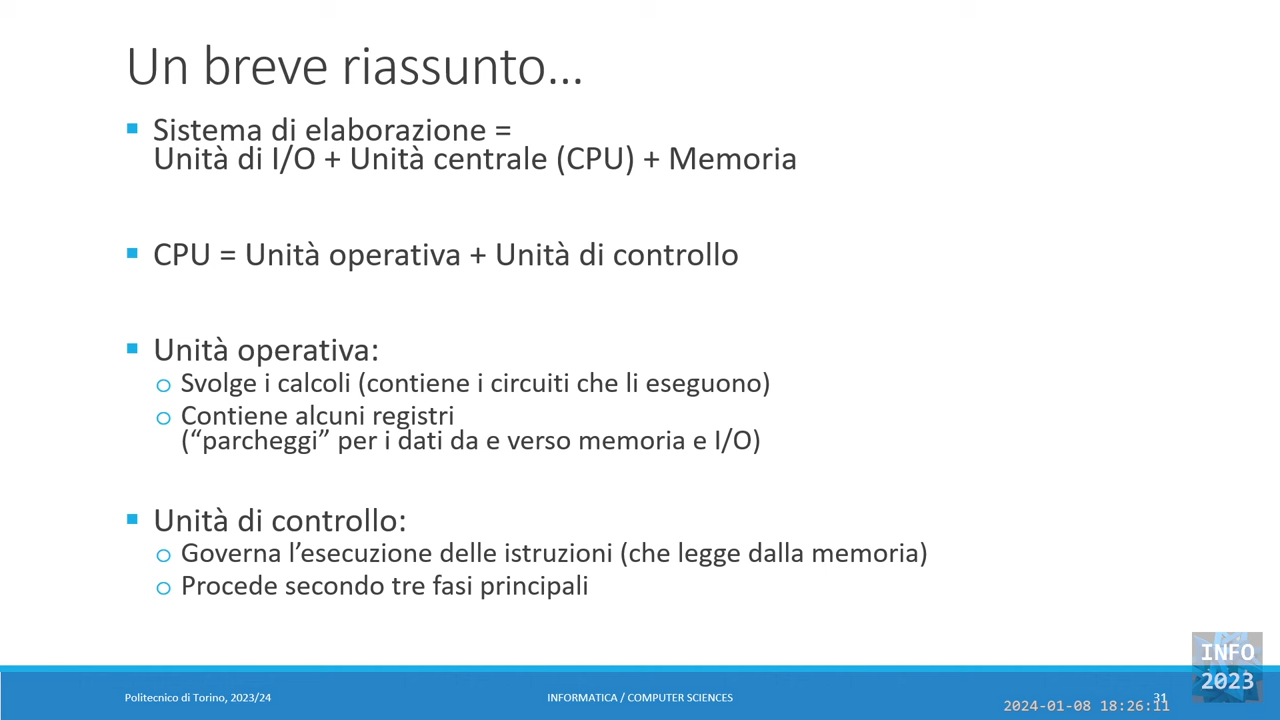 Un breve riassunto…
▪ Sistema di elaborazione =
Unità di I/O + Unità centrale (CPU) + Memoria
▪ CPU = Unità operativa + Unità di controllo
▪ Unità operativa:
o Svolge i calcoli (contiene i circuiti che li eseguono)
o Contiene alcuni registri
(“parcheggi” per i dati da e verso memoria e I/O)
▪ Unità di controllo:
o Governa l’esecuzione delle istruzioni (che legge dalla memoria)
o Procede secondo tre fasi principali
Politecnico di Torino, 2023/24
INFORMATICA / COMPUTER SCIENCES
31
INFO
2023
2024-01-08 18:26:11